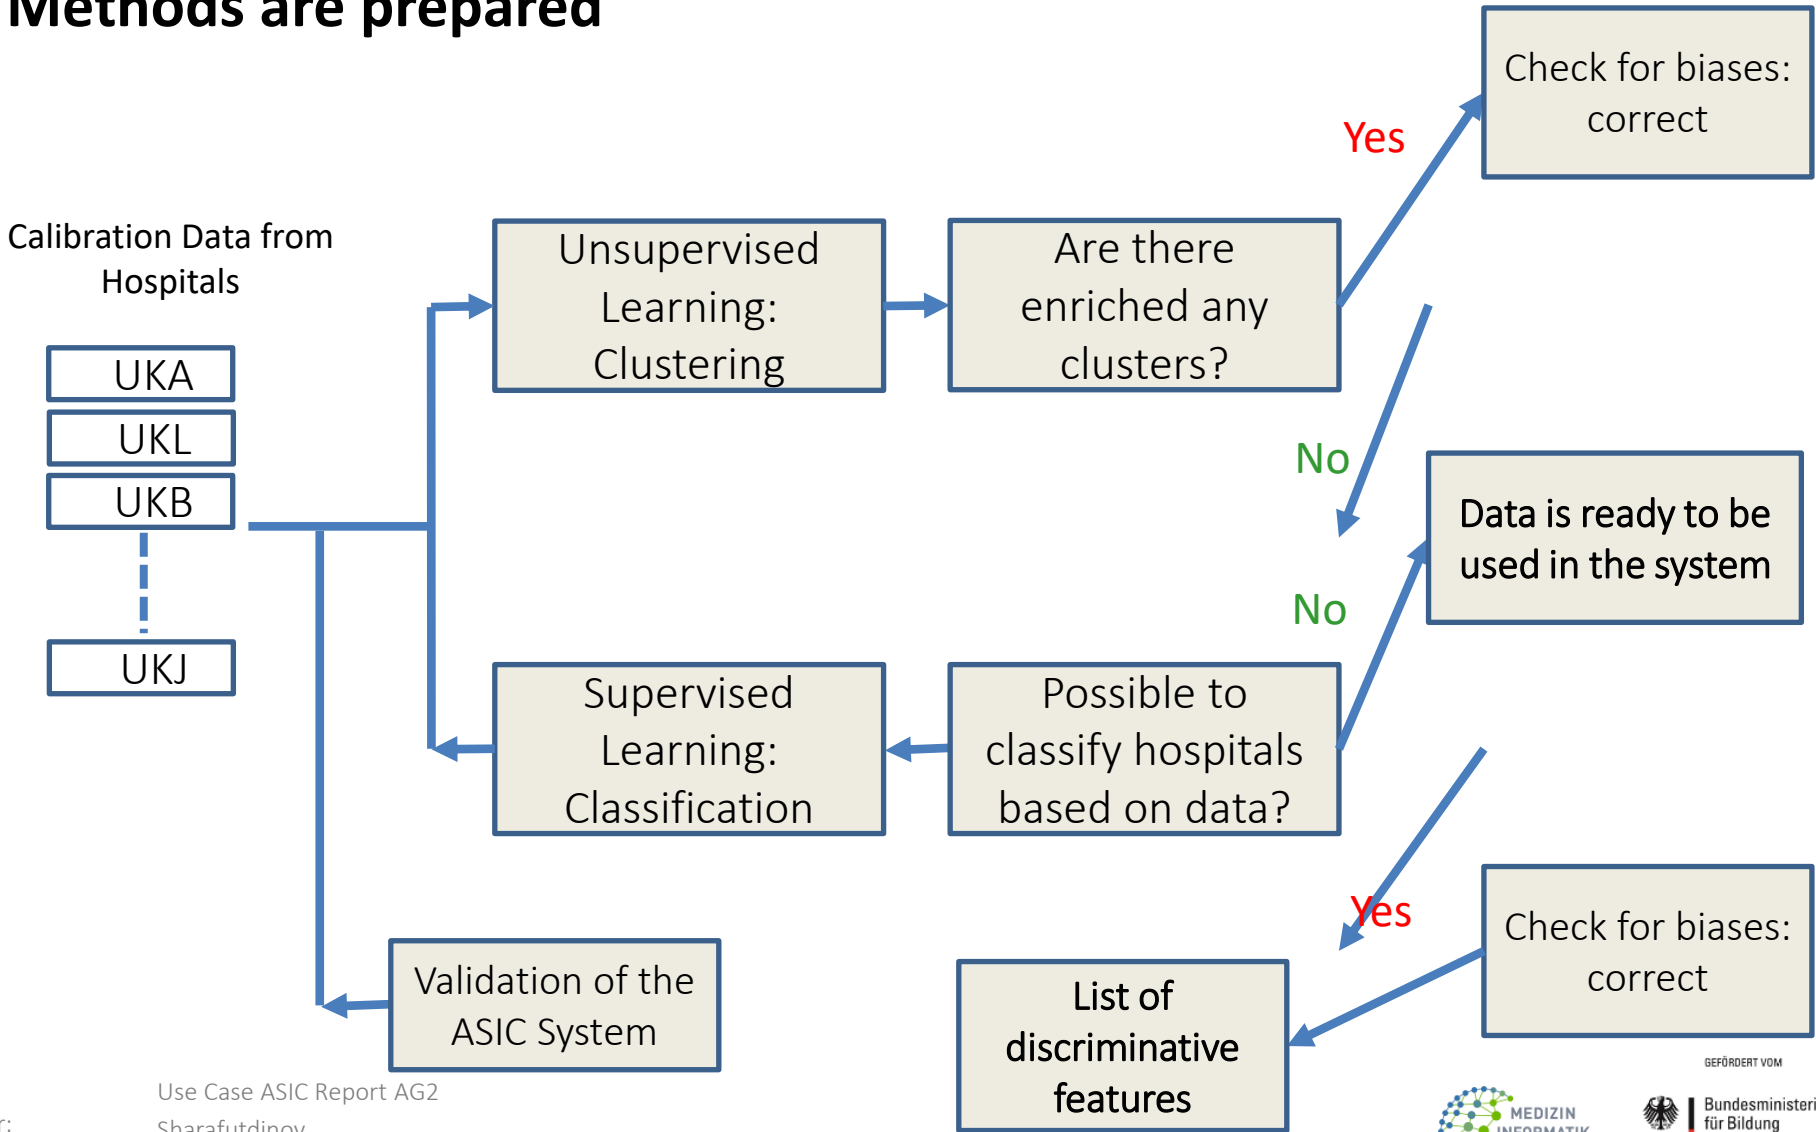 Methods are prepared
Check for biases:
correct
Yes
Calibration Data from
Hospitals
Unsupervised
Learning:
Clustering
Are there
enriched any
clusters?
UKA
UKL
UKB
UKJ
No
Data is ready to be
used in the system
No
Supervised
Learning:
Classification
Possible to
classify hospitals
based on data?
Yes
Check for biases:
correct
Validation of the
ASIC System
List of
discriminative
features
GEFÖRDERT VOM
Use Case ASIC Report AG2
Sharafutdinov
r:
MEDIZIN
INFORMATIK
Bundesministeri
für Bildung